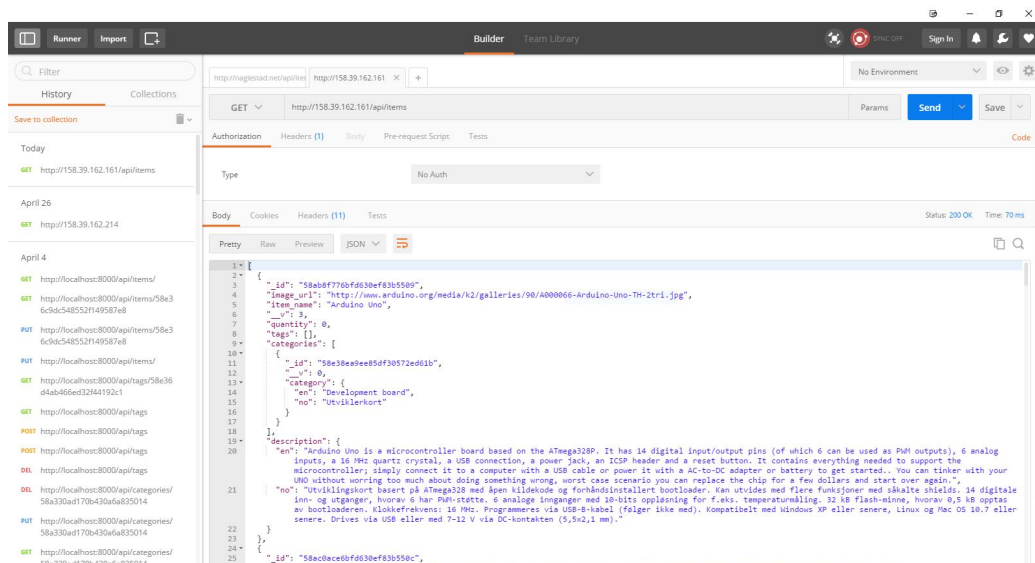 Runner
Import
Builder
Team Library
SYNC OFF
Sign In
Filter
History
Collections
Save to collection
Today
GET http://158.39.162.161/api/items
April 26
GET http://158.39.162.214
April 4
GET http://localhost:8000/api/items/
GET http://localhost:8000/api/items/58e3
6c9dc548552f149587e8
PUT http://localhost:8000/api/items/58e3
6c9dc548552f149587e8
PUT http://localhost:8000/api/items/
GET http://localhost:8000/api/tags/58e36
d4ab466ed32f44192c1
GET http://localhost:8000/api/tags
POST http://localhost:8000/api/tags
POST http://localhost:8000/api/tags
DEL http://localhost:8000/api/tags
DEL http://localhost:8000/api/categories/
58a330ad170b430a6a835014
PUT http://localhost:8000/api/categories/
58a330ad170b430a6a835014
GET http://localhost:8000/api/categories/
http://naglestad.net/api/ite
http://158.39.162.161
No Environment
GET
http://158.39.162.161/api/items
Params
Send
Save
Authorization
Headers (1)
Body
Pre-request Script
Tests
Code
Type
No Auth
Body
Cookies
Headers (11)
Tests
Status: 200 OK
Time: 70 ms
Pretty
Raw
Preview
JSON
1 [
2 {
3 "_id": "58ab8f776bfd630ef83b5509",
4 "image_url": "http://www.arduino.org/media/k2/galleries/90/A000066-Arduino-Uno-TH-2tri.jpg",
5 "item_name": "Arduino Uno",
6 "__v": 3,
7 "quantity": 0,
8 "tags": [],
9 "categories": [
10 {
11 "_id": "58e38ea9ee85df30572ed61b",
12 "__v": 0,
13 "category": {
14 "en": "Development board",
15 "no": "Utviklerkort"
16 }
17 }
18 ],
19 "description": {
20 "en": "Arduino Uno is a microcontroller board based on the ATmega328P. It has 14 digital input/output pins (of which 6 can be used as PWM outputs), 6 analog
inputs, a 16 MHz quartz crystal, a USB connection, a power jack, an ICSP header and a reset button. It contains everything needed to support the
microcontroller; simply connect it to a computer with a USB cable or power it with a AC-to-DC adapter or battery to get started.. You can tinker with your
UNO without worring too much about doing something wrong, worst case scenario you can replace the chip for a few dollars and start over again.",
21 "no": "Utviklingskort basert på ATmega328 med åpen kildekode og forhåndsinstallert bootloader. Kan utvides med flere funksjoner med såkalte shields. 14 digitale
inn- og utganger, hvorav 6 har PWM-støtte. 6 analoge innganger med 10-bits oppløsning for f.eks. temperaturmåling. 32 kB flash-minne, hvorav 0,5 kB opptas
av bootloaderen. Klokkefrekvens: 16 MHz. Programmeres via USB-B-kabel (følger ikke med). Kompatibelt med Windows XP eller senere, Linux og Mac OS 10.7 eller
senere. Drives via USB eller med 7–12 V via DC-kontakten (5,5x2,1 mm)."
22 }
23 },
24 {
25 "_id": "58ac0ace6bfd630ef83b550c",